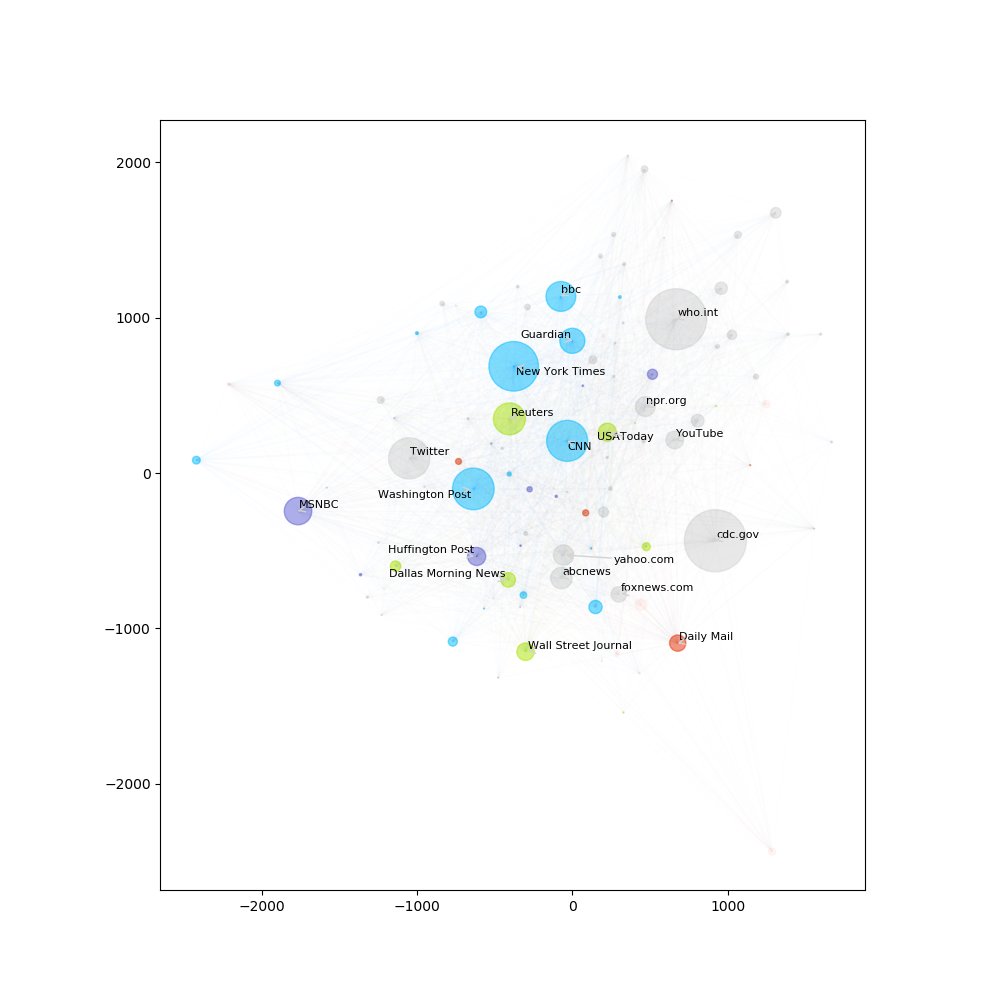 2000
1000
0
−1000
−2000
−2000
−1000
0
1000
bbc
who.int
Guardian
New York Times
npr.org
Reuters
YouTube
USAToday
CNN
Twitter
Washington Post
MSNBC
cdc.gov
Huffington Post
yahoo.com
abcnews
Dallas Morning News
foxnews.com
Daily Mail
Wall Street Journal